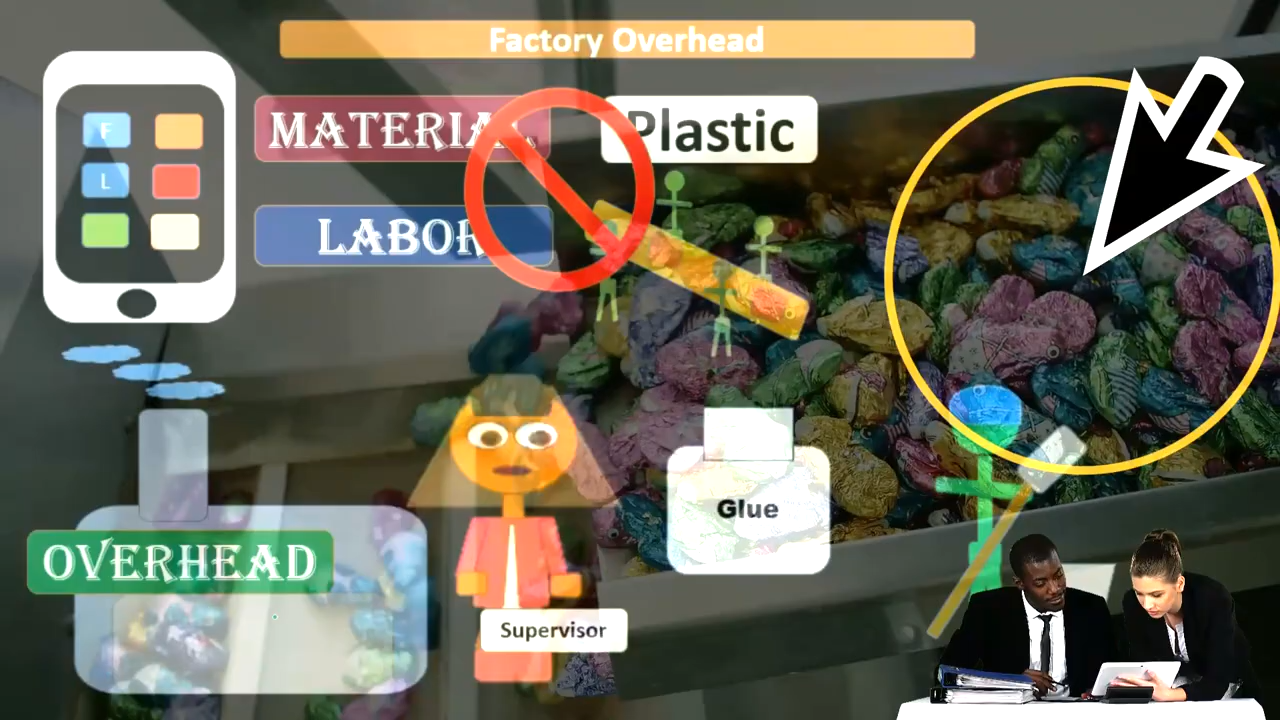 Factory Overhead
F
L
MATERIAL
Plastic
LABOR
Glue
OVERHEAD
Supervisor